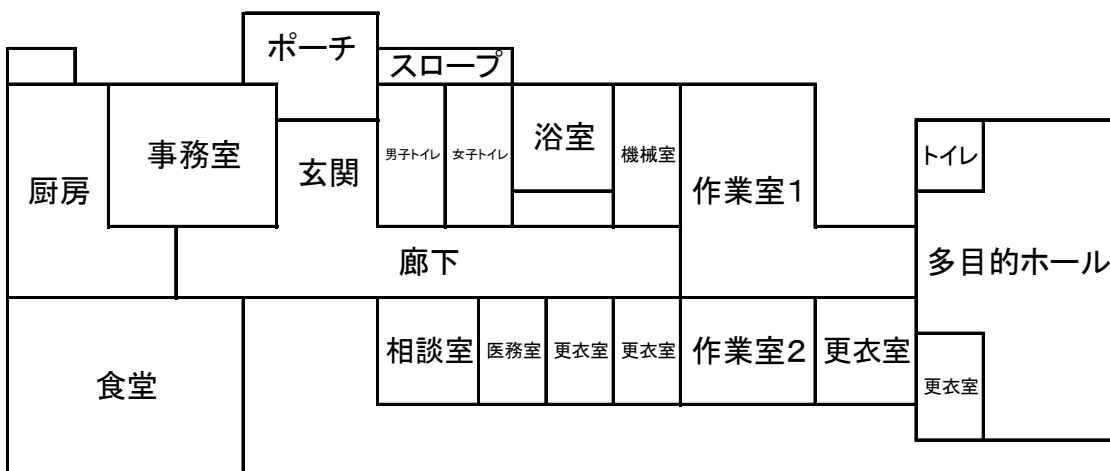 ポーチ
スロープ
厨房
事務室
玄関
男子トイレ
女子トイレ
浴室
機械室
作業室1
トイレ
廊下
多目的ホール
食堂
相談室
医務室
更衣室
更衣室
作業室2
更衣室
更衣室